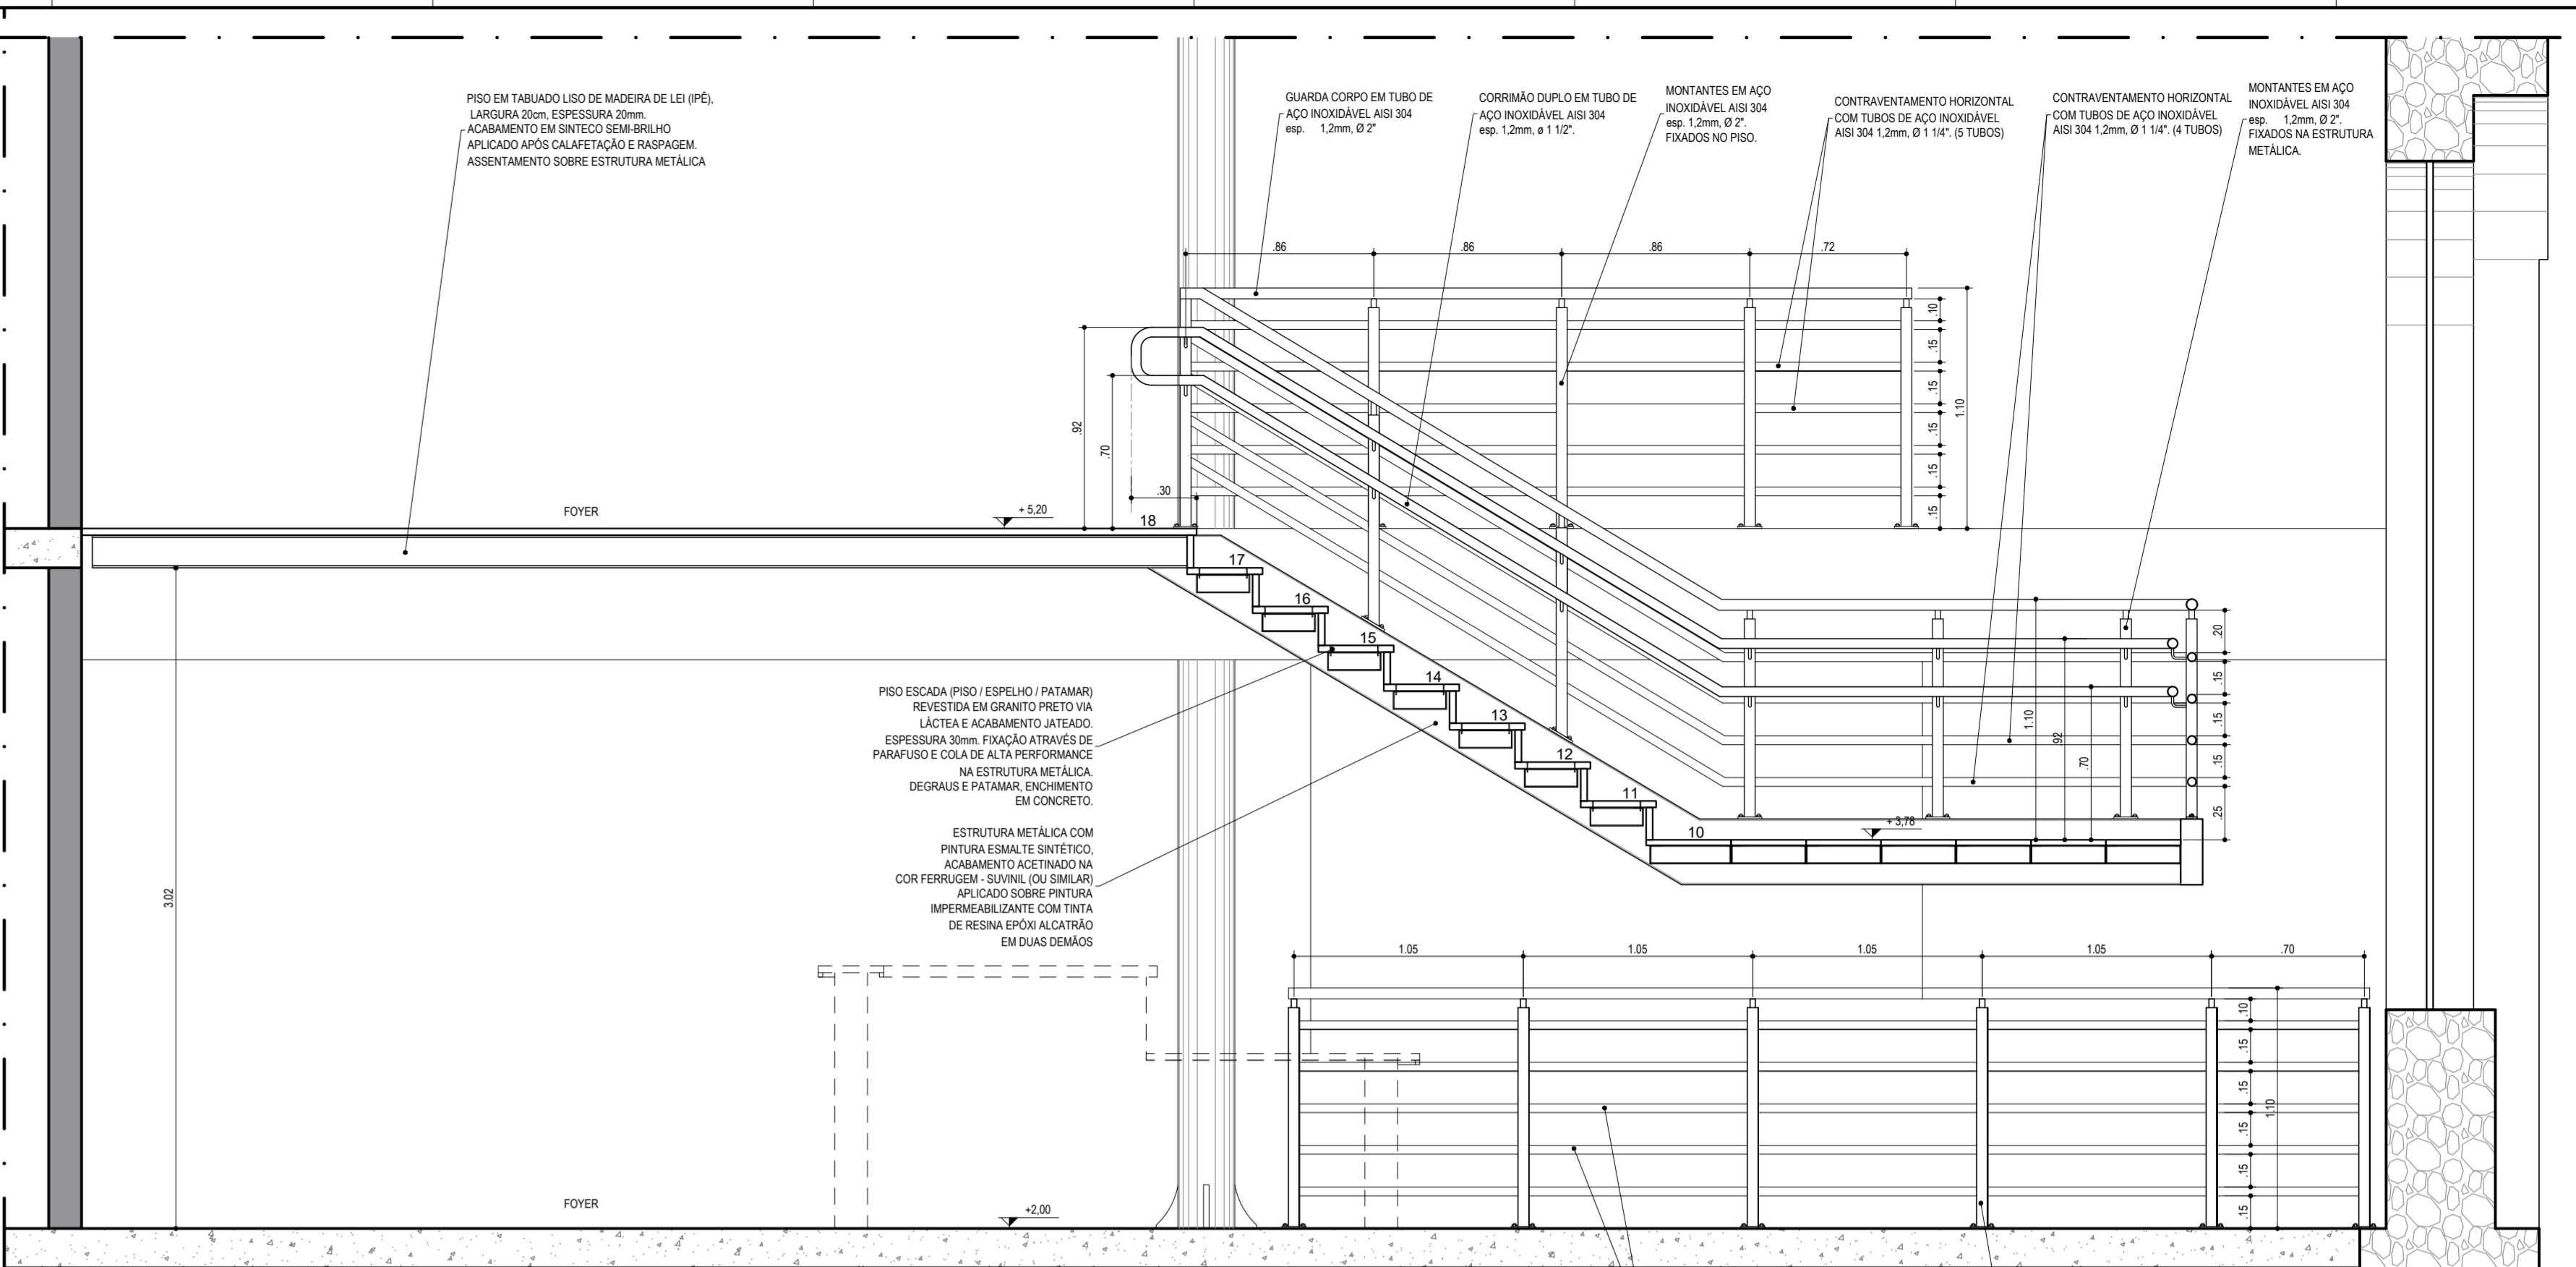 PISO EM TABUADO LISO DE MADEIRA DE LEI (IPÊ),
LARGURA 20cm, ESPESSURA 20mm.
ACABAMENTO EM SINTECO SEMI-BRILHO
APLICADO APÓS CALAFETAÇÃO E RASPAGEM.
ASSENTAMENTO SOBRE ESTRUTURA METÁLICA
GUARDA CORPO EM TUBO DE
AÇO INOXIDÁVEL AISI 304
esp. 1,2mm, Ø 2"
CORRIMÃO DUPLO EM TUBO DE
AÇO INOXIDÁVEL AISI 304
esp. 1,2mm, ø 1 1/2".
MONTANTES EM AÇO
INOXIDÁVEL AISI 304
esp. 1,2mm, Ø 2".
FIXADOS NO PISO.
CONTRAVENTAMENTO HORIZONTAL
COM TUBOS DE AÇO INOXIDÁVEL
AISI 304 1,2mm, Ø 1 1/4". (5 TUBOS)
CONTRAVENTAMENTO HORIZONTAL
COM TUBOS DE AÇO INOXIDÁVEL
AISI 304 1,2mm, Ø 1 1/4". (4 TUBOS)
MONTANTES EM AÇO
INOXIDÁVEL AISI 304
esp. 1,2mm, Ø 2".
FIXADOS NA ESTRUTURA
METÁLICA.
.86
.86
.86
.72
.10
.15
.15
.15
.15
.15
1.10
.92
.70
.30
FOYER
+ 5,20
18
17
16
15
14
13
12
11
10
+ 3,78
1.10
.92
.70
.20
.15
.15
.15
.25
PISO ESCADA (PISO / ESPELHO / PATAMAR)
REVESTIDA EM GRANITO PRETO VIA
LÁCTEA E ACABAMENTO JATEADO.
ESPESSURA 30mm. FIXAÇÃO ATRAVÉS DE
PARAFUSO E COLA DE ALTA PERFORMANCE
NA ESTRUTURA METÁLICA.
DEGRAUS E PATAMAR, ENCHIMENTO
EM CONCRETO.
ESTRUTURA METÁLICA COM
PINTURA ESMALTE SINTÉTICO,
ACABAMENTO ACETINADO NA
COR FERRUGEM - SUVINIL (OU SIMILAR)
APLICADO SOBRE PINTURA
IMPERMEABILIZANTE COM TINTA
DE RESINA EPÓXI ALCATRÃO
EM DUAS DEMÃOS
3.02
1.05
1.05
1.05
1.05
.70
.10
.15
.15
.15
.15
.15
1.10
FOYER
+2,00